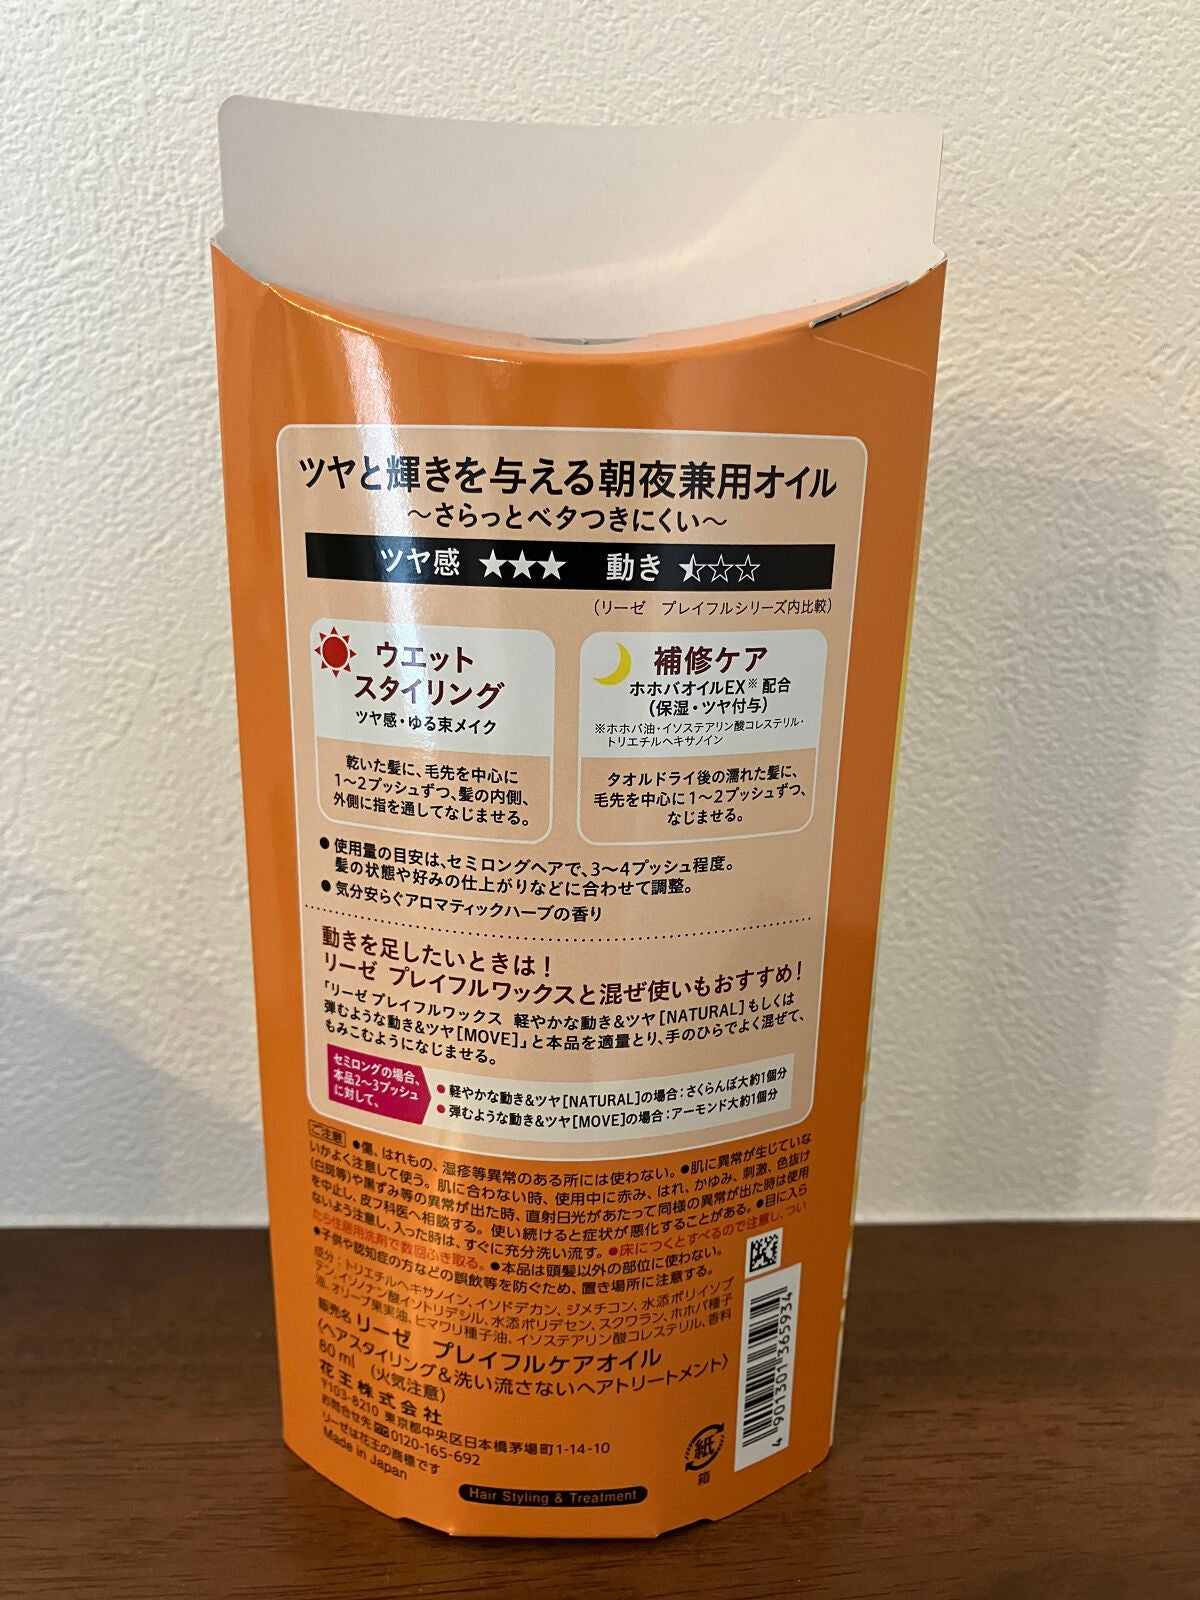 ツヤと輝きを与える朝夜兼用オイル
～さらっとベタつきにくい～
ツヤ感 ★★★ 動き ⯪☆☆
（リーゼ プレイフルシリーズ内比較）
ウエット
スタイリング
ツヤ感・ゆる束メイク
乾いた髪に、毛先を中心に
1～2プッシュずつ、髪の内側、
外側に指を通してなじませる。
補修ケア
ホホバオイルEX※配合
（保湿・ツヤ付与）
※ホホバ油・イソステアリン酸コレステリル・
トリエチルヘキサノイン
タオルドライ後の濡れた髪に、
毛先を中心に1～2プッシュずつ、
なじませる。
●使用量の目安は、セミロングヘアで、3～4プッシュ程度。
髪の状態や好みの仕上がりなどに合わせて調整。
●気分安らぐアロマティックハーブの香り
動きを足したいときは！
リーゼ プレイフルワックスと混ぜ使いもおすすめ！
「リーゼ プレイフルワックス 軽やかな動き&ツヤ[NATURAL]もしくは
弾むような動き&ツヤ[MOVE]」と本品を適量とり、手のひらでよく混ぜて、
もみこむようになじませる。
セミロングの場合、
本品2～3プッシュ
に対して、
●軽やかな動き&ツヤ[NATURAL]の場合：さくらんぼ大約1個分
●弾むような動き&ツヤ[MOVE]の場合：アーモンド大約1個分
ご注意 ●傷、はれもの、湿疹等異常のある所には使わない。●肌に異常が生じていな
いかよく注意して使う。肌に合わない時、使用中に赤み、はれ、かゆみ、刺激、色抜け
(白斑等)や黒ずみ等の異常が出た時、直射日光があたって同様の異常が出た時は使用
を中止し、皮フ科医へ相談する。使い続けると症状が悪化することがある。●目に入ら
ないよう注意し、入った時は、すぐに充分洗い流す。●床につくとすべるので注意し、つい
たら住居用洗剤で数回ふき取る。●本品は頭髪以外の部位に使わない。
●子供や認知症の方などの誤飲等を防ぐため、置き場所に注意する。
成分：トリエチルヘキサノイン、イソドデカン、ジメチコン、水添ポリイソブ
テン、イソノナン酸イソトリデシル、水添ポリデセン、スクワラン、ホホバ種子
油、オリーブ果実油、ヒマワリ種子油、イソステアリン酸コレステリル、香料
販売名 リーゼ プレイフルケアオイル
〈ヘアスタイリング&洗い流さないヘアトリートメント〉
80ml （火気注意）
花王株式会社
〒103-8210 東京都中央区日本橋茅場町1-14-10
お問合せ先 0120-165-692
リーゼは花王の商標です
Made in Japan
Hair Styling & Treatment
紙
箱
4 901301 365934